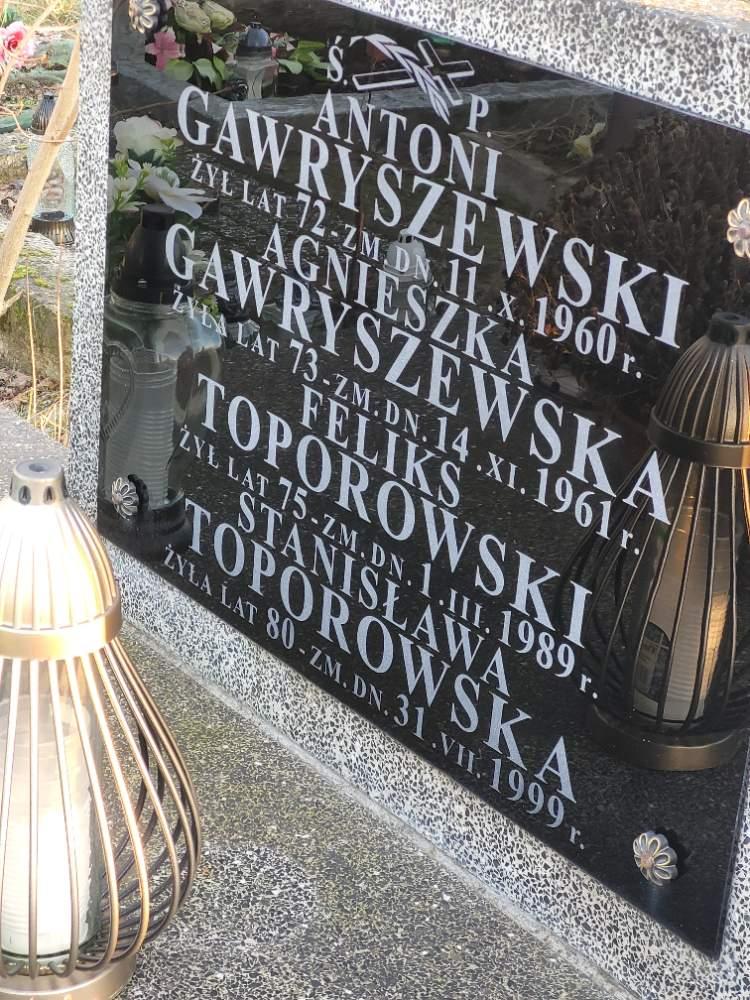 Ś. P.
ANTONI
GAWRYSZEWSKI
ŻYŁ LAT 72 - ZM. DN. 11. X. 1960 r.
AGNIESZKA
GAWRYSZEWSKA
ŻYŁA LAT 73 - ZM. DN. 14. XI. 1961 r.
FELIKS
TOPOROWSKI
ŻYŁ LAT 75 - ZM. DN. 1. III. 1989 r.
STANISŁAWA
TOPOROWSKA
ŻYŁA LAT 80 - ZM. DN. 31. VII. 1999 r.